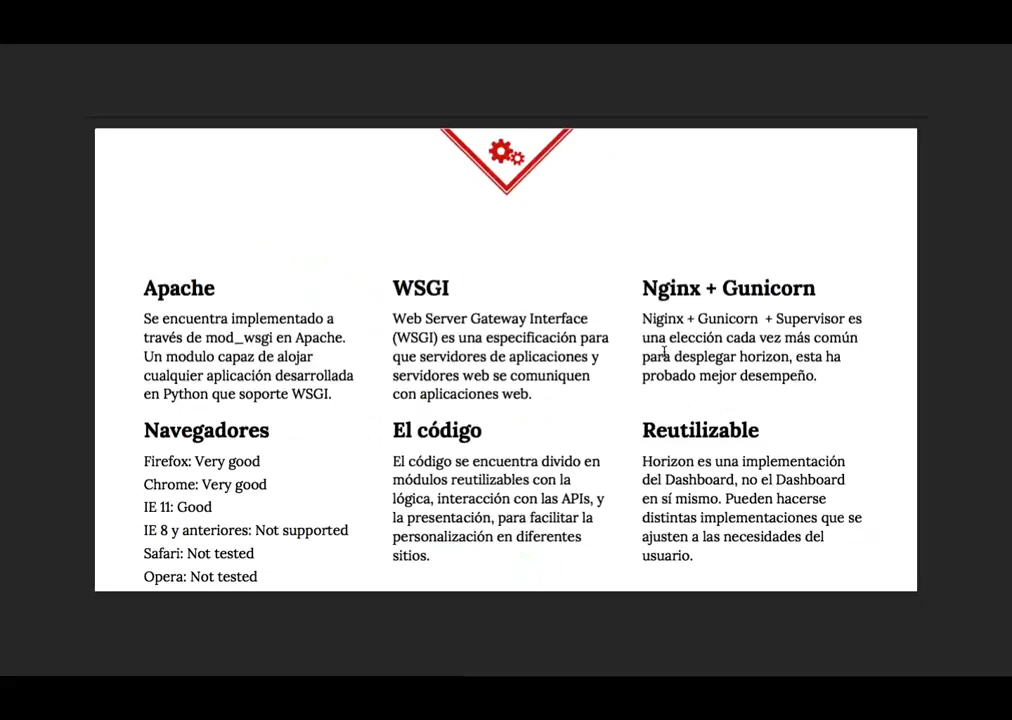 Apache
Se encuentra implementado a
través de mod_wsgi en Apache.
Un modulo capaz de alojar
cualquier aplicación desarrollada
en Python que soporte WSGI.
WSGI
Web Server Gateway Interface
(WSGI) es una especificación para
que servidores de aplicaciones y
servidores web se comuniquen
con aplicaciones web.
Nginx + Gunicorn
Niginx + Gunicorn + Supervisor es
una elección cada vez más común
para desplegar horizon, esta ha
probado mejor desempeño.
Navegadores
Firefox: Very good
Chrome: Very good
IE 11: Good
IE 8 y anteriores: Not supported
Safari: Not tested
Opera: Not tested
El código
El código se encuentra divido en
módulos reutilizables con la
lógica, interacción con las APIs, y
la presentación, para facilitar la
personalización en diferentes
sitios.
Reutilizable
Horizon es una implementación
del Dashboard, no el Dashboard
en sí mismo. Pueden hacerse
distintas implementaciones que se
ajusten a las necesidades del
usuario.